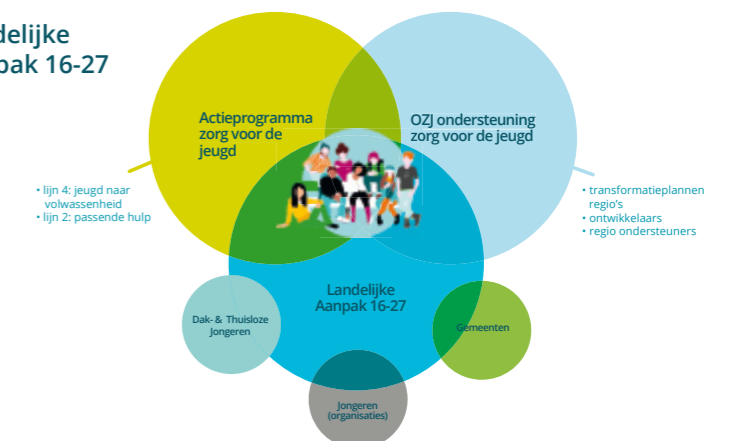 delijke
pak 16-27
Actieprogramma
zorg voor de
jeugd
OZJ ondersteuning
zorg voor de jeugd
• lijn 4: jeugd naar
volwassenheid
• lijn 2: passende hulp
• transformatieplannen
regio's
• ontwikkelaars
• regio ondersteuners
Landelijke
Aanpak 16-27
Dak- & Thuisloze
Jongeren
Gemeenten
Jongeren
(organisaties)